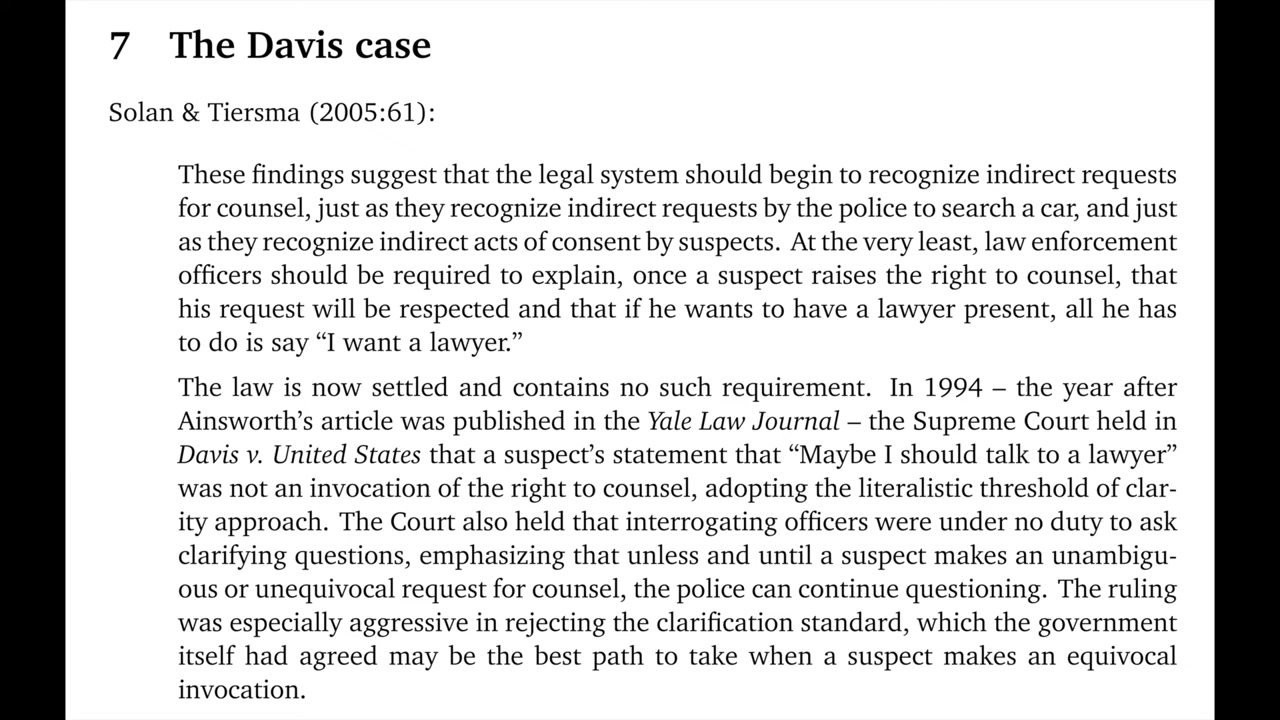 7 The Davis case
Solan & Tiersma (2005:61):
These findings suggest that the legal system should begin to recognize indirect requests
for counsel, just as they recognize indirect requests by the police to search a car, and just
as they recognize indirect acts of consent by suspects. At the very least, law enforcement
officers should be required to explain, once a suspect raises the right to counsel, that
his request will be respected and that if he wants to have a lawyer present, all he has
to do is say “I want a lawyer.”
The law is now settled and contains no such requirement. In 1994 – the year after
Ainsworth’s article was published in the Yale Law Journal – the Supreme Court held in
Davis v. United States that a suspect’s statement that “Maybe I should talk to a lawyer”
was not an invocation of the right to counsel, adopting the literalistic threshold of clar-
ity approach. The Court also held that interrogating officers were under no duty to ask
clarifying questions, emphasizing that unless and until a suspect makes an unambigu-
ous or unequivocal request for counsel, the police can continue questioning. The ruling
was especially aggressive in rejecting the clarification standard, which the government
itself had agreed may be the best path to take when a suspect makes an equivocal
invocation.